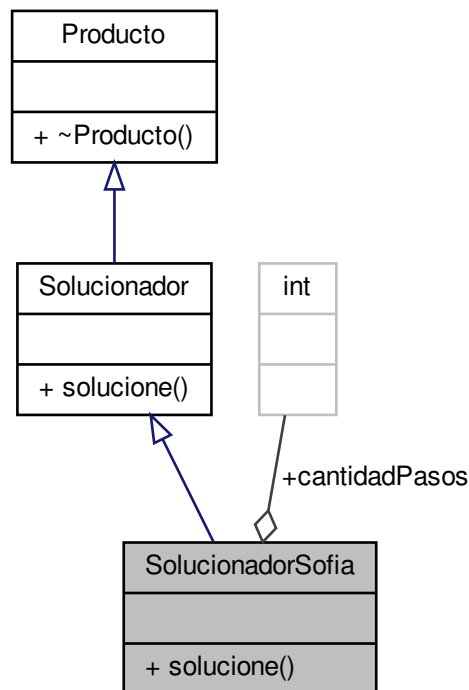 Producto
+ ~Producto()
Solucionador
+ solucione()
int
+cantidadPasos
SolucionadorSofia
+ solucione()